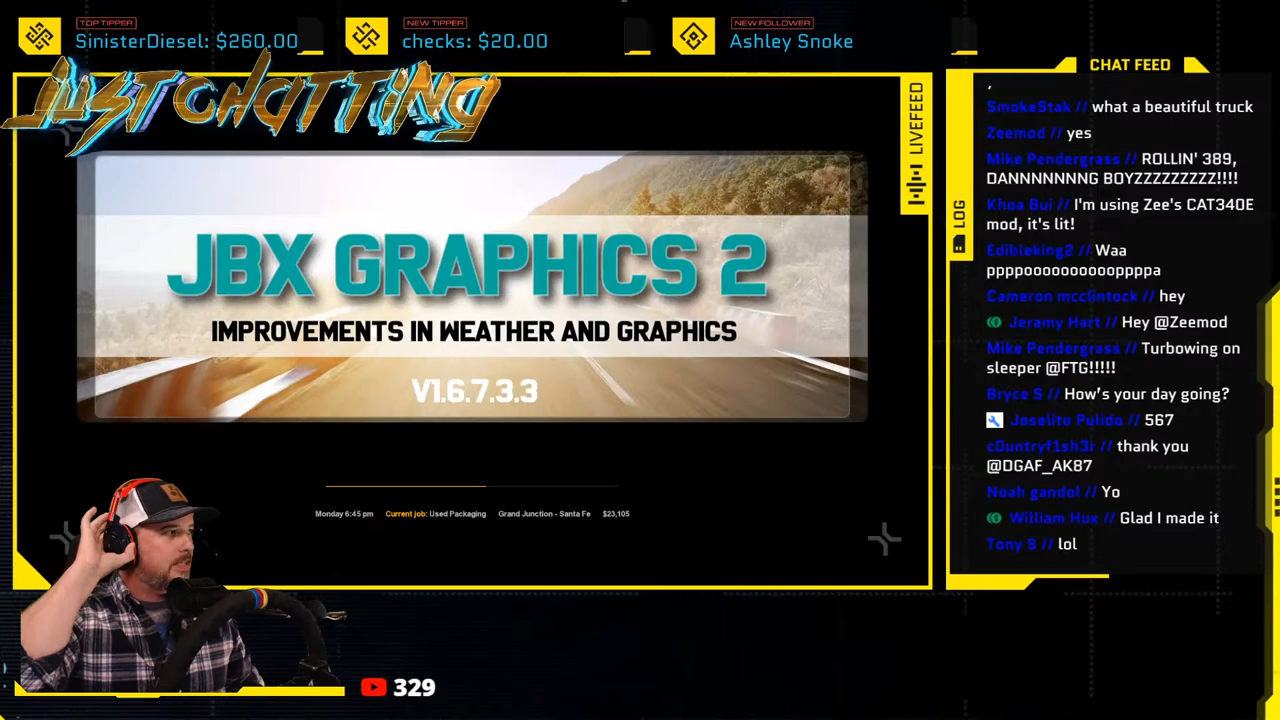 TOP TIPPER
SinisterDiesel: $260.00
NEW TIPPER
checks: $20.00
NEW FOLLOWER
Ashley Snoke
JUST CHATTING
LIVEFEED
JBX GRAPHICS 2
IMPROVEMENTS IN WEATHER AND GRAPHICS
V1.6.7.3.3
Monday 6:45 pm Current job: Used Packaging Grand Junction - Santa Fe $23,105
329
CHAT FEED
LOG
SmokeStak // what a beautiful truck
Zeemod // yes
Mike Pendergrass // ROLLIN' 389,
DANNNNNNG BOYZZZZZZZZZ!!!!
Khoa Bui // I'm using Zee's CAT340E
mod, it's lit!
Edibleking2 // Waa
ppppooooooooooppppa
Cameron mcclintock // hey
Jeramy Hart // Hey @Zeemod
Mike Pendergrass // Turbowing on
sleeper @FTG!!!!!
Bryce S // How's your day going?
Joselito Pulido // 567
c0untryf1sh3r // thank you
@DGAF_AK87
Noah gandol // Yo
William Hux // Glad I made it
Tony S // lol